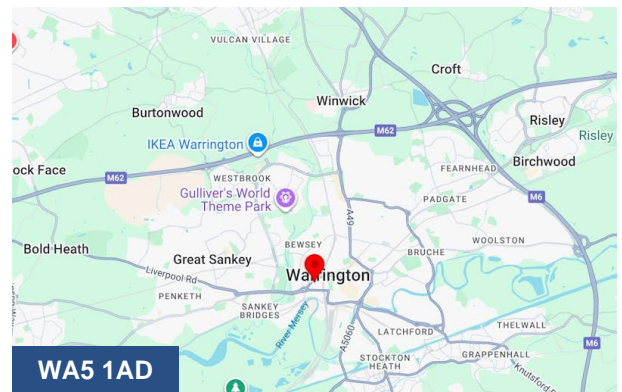 VULCAN VILLAGE
Croft
Winwick
Burtonwood
Risley
M62
Risley
IKEA Warrington
Birchwood
ock Face
M62
WESTBROOK
FEARNHEAD
M6
Gulliver's World
Theme Park
PADGATE
A49
Bold Heath
BEWSEY
WOOLSTON
Great Sankey
BRUCHE
Warrington
Liverpool Rd
PENKETH
SANKEY
BRIDGES
River Mersey
THELWALL
LATCHFORD
A5060
M6
GRAPPENHALL
STOCKTON
HEATH
Knutsford
WA5 1AD